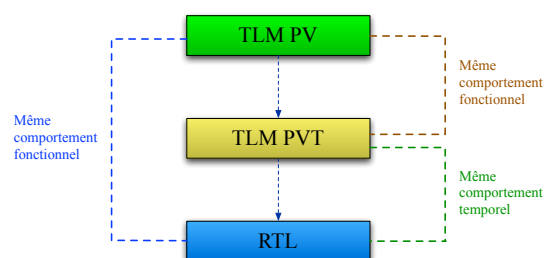 TLM PV
Même
comportement
fonctionnel
Même
comportement
fonctionnel
TLM PVT
Même
comportement
temporel
RTL